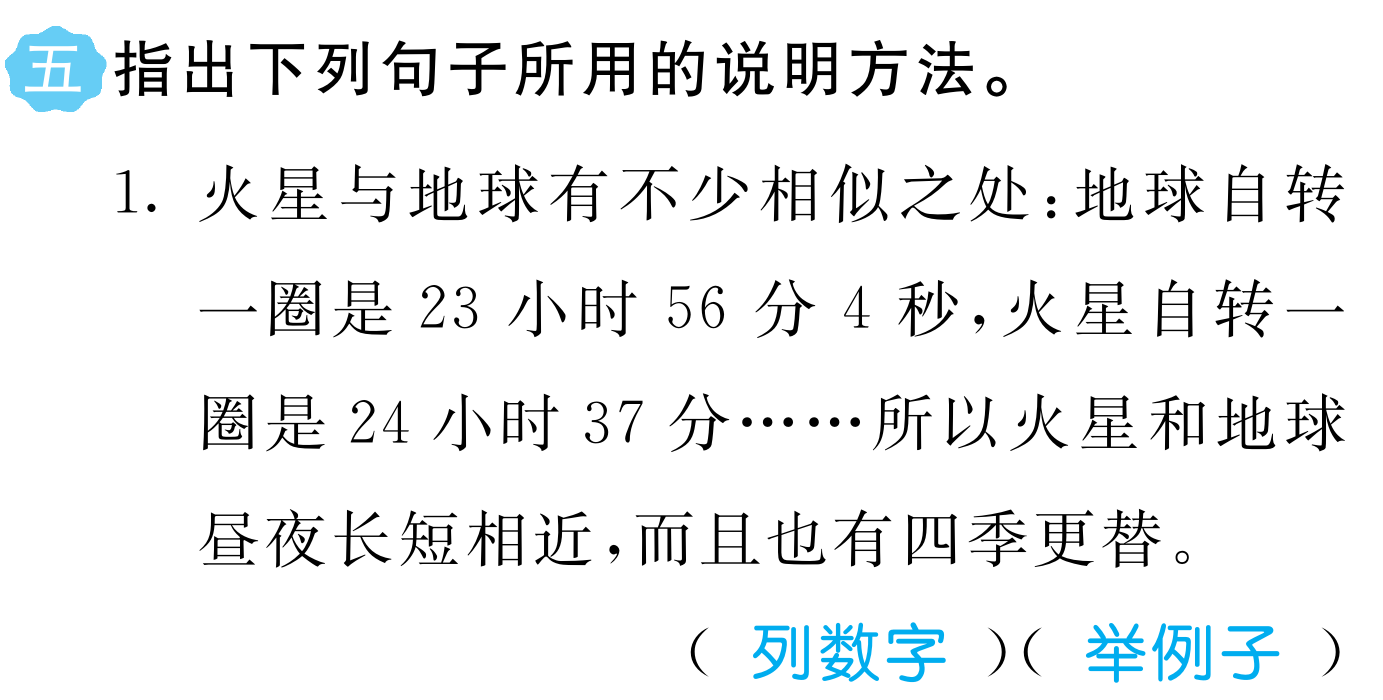 五 指出下列句子所用的说明方法。
1. 火星与地球有不少相似之处:地球自转
一圈是 23 小时 56 分 4 秒,火星自转一
圈是 24 小时 37 分……所以火星和地球
昼夜长短相近,而且也有四季更替。
( 列数字 )( 举例子 )